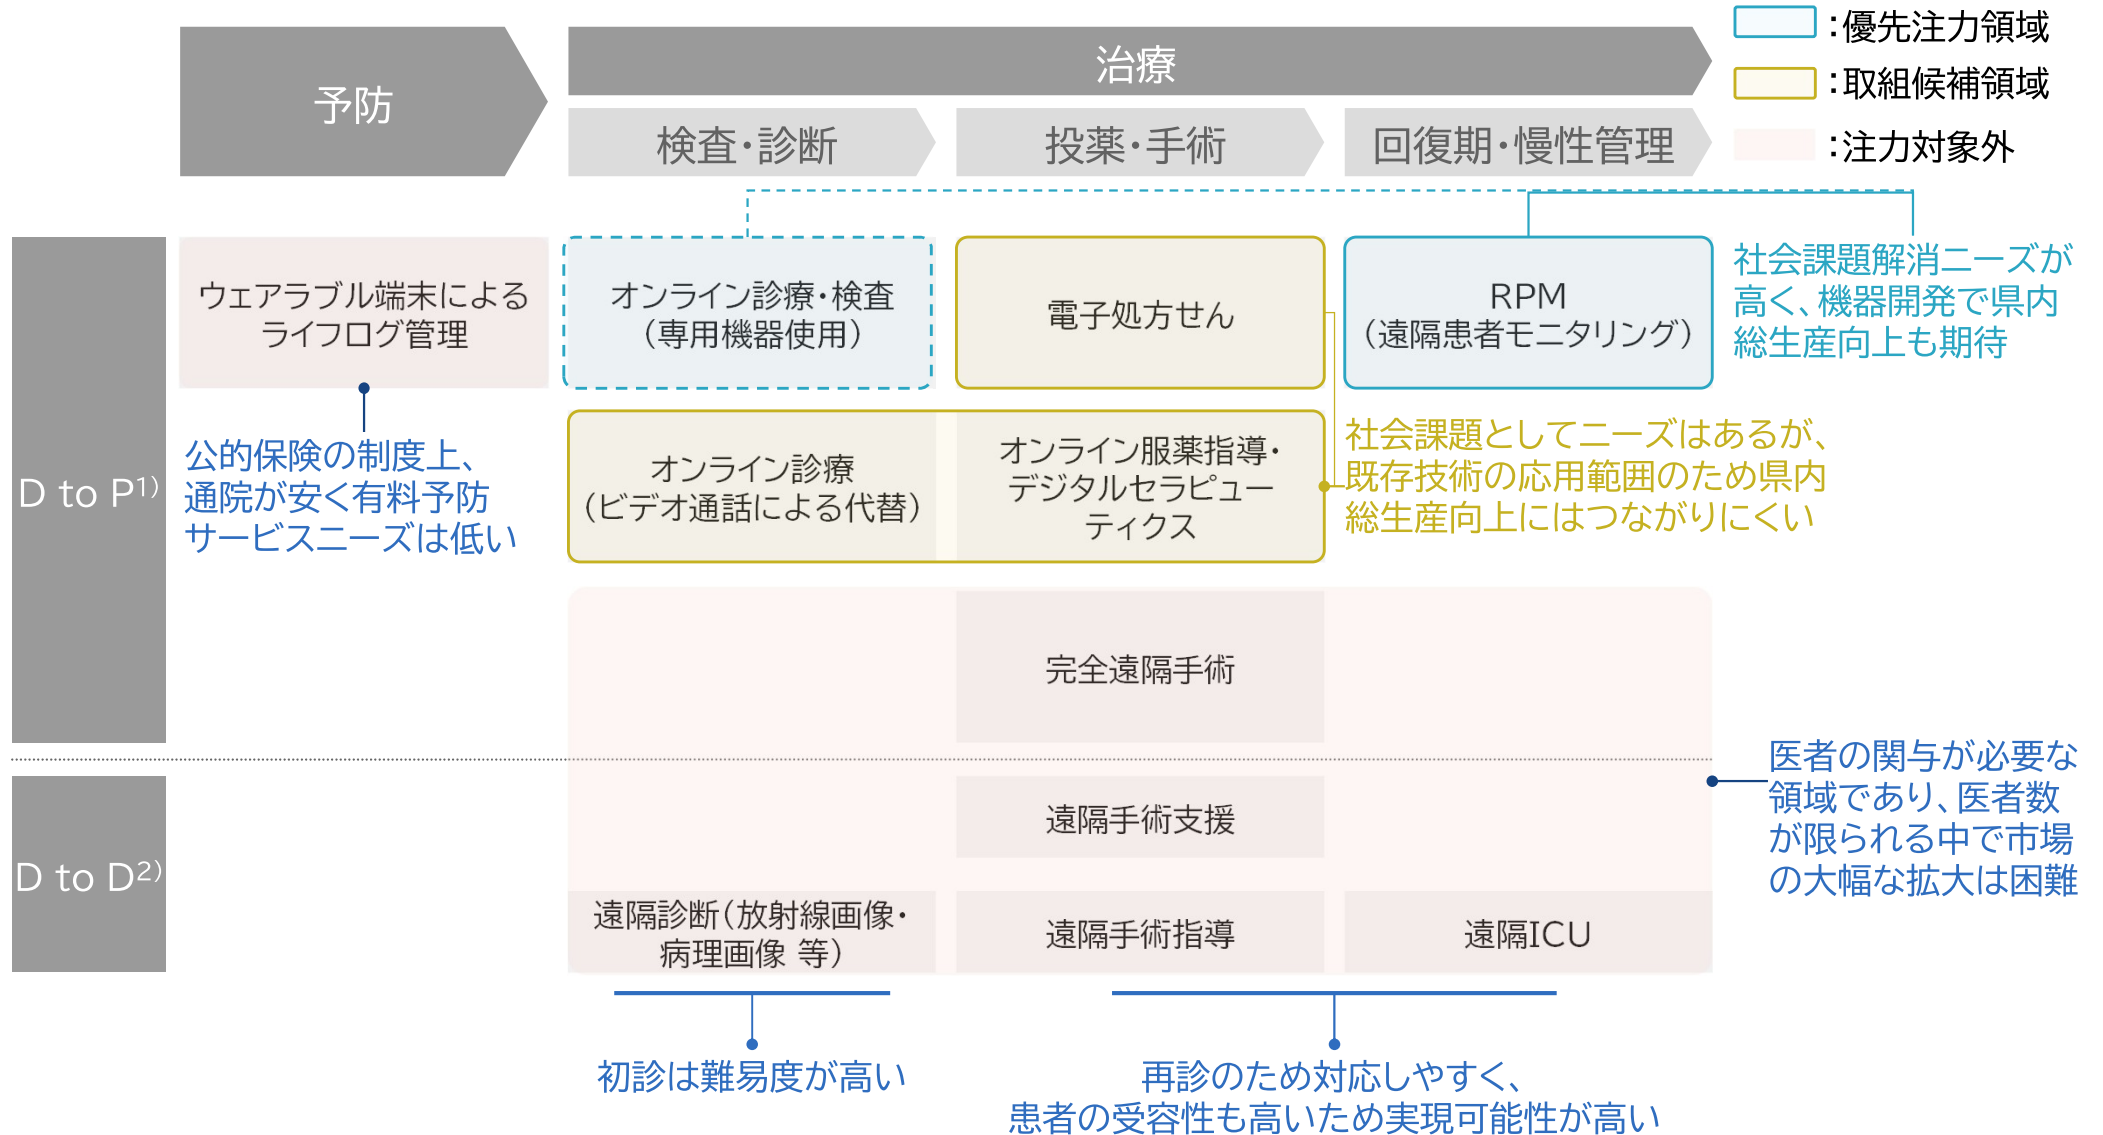 :優先注力領域
:取組候補領域
:注力対象外
予防
治療
検査・診断
投薬・手術
回復期・慢性管理
D to P1)
ウェアラブル端末による
ライフログ管理
オンライン診療・検査
(専用機器使用)
電子処方せん
RPM
(遠隔患者モニタリング)
社会課題解消ニーズが
高く、機器開発で県内
総生産向上も期待
公的保険の制度上、
通院が安く有料予防
サービスニーズは低い
オンライン診療
(ビデオ通話による代替)
オンライン服薬指導・
デジタルセラピュー
ティクス
社会課題としてニーズはあるが、
既存技術の応用範囲のため県内
総生産向上にはつながりにくい
完全遠隔手術
D to D2)
遠隔手術支援
医者の関与が必要な
領域であり、医者数
が限られる中で市場
の大幅な拡大は困難
遠隔診断(放射線画像・
病理画像 等)
遠隔手術指導
遠隔ICU
初診は難易度が高い
再診のため対応しやすく、
患者の受容性も高いため実現可能性が高い